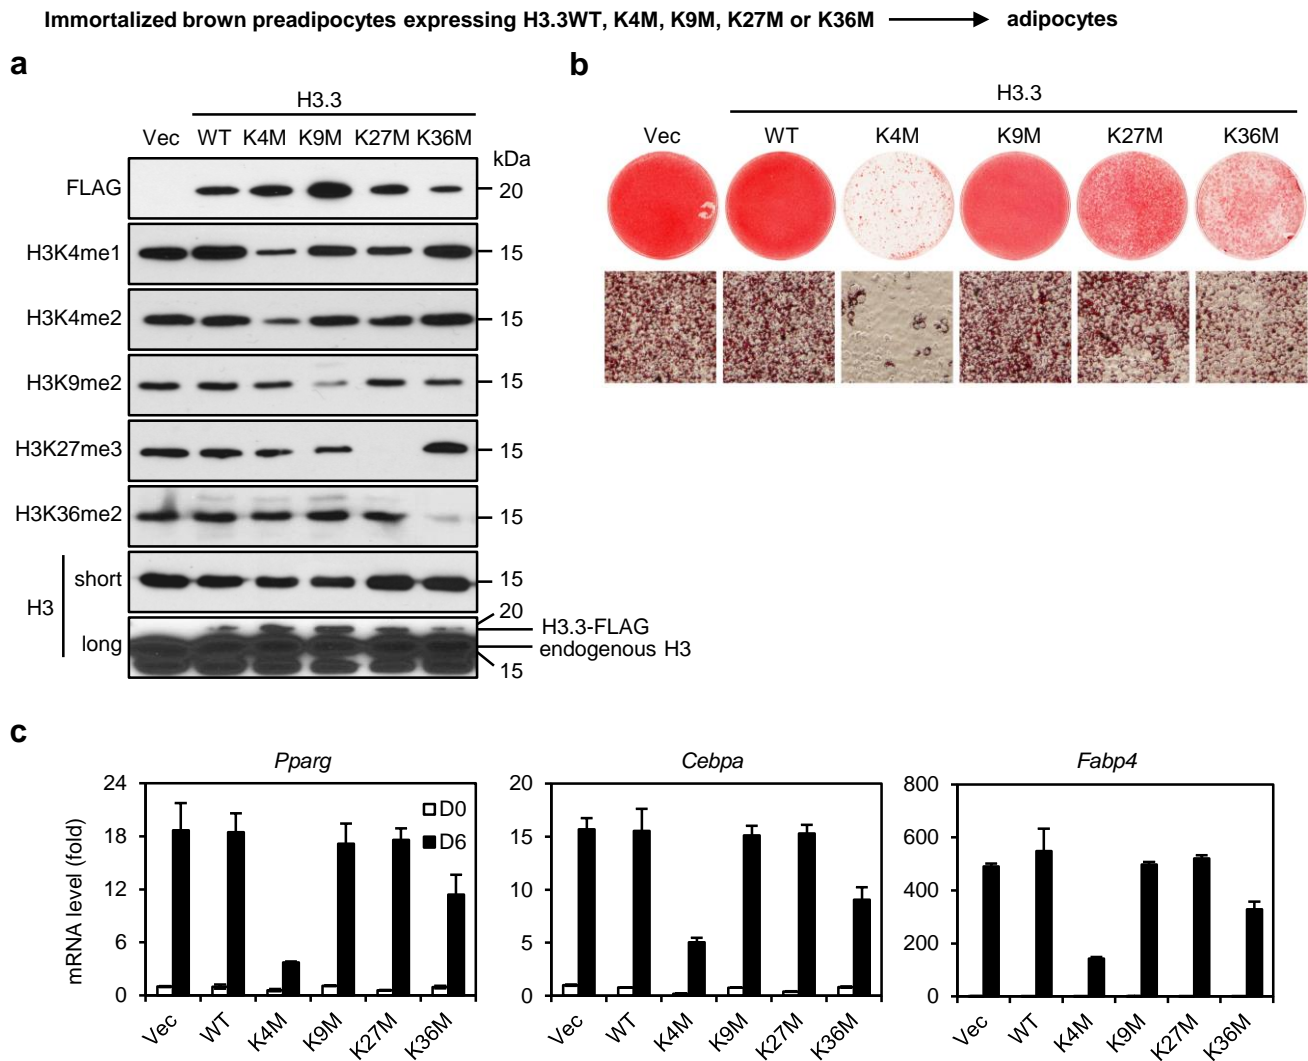 Immortalized brown preadipocytes expressing H3.3WT, K4M, K9M, K27M or K36M → adipocytes
a
H3.3
Vec WT K4M K9M K27M K36M
kDa
FLAG 20
H3K4me1 15
H3K4me2 15
H3K9me2 15
H3K27me3 15
H3K36me2 15
H3
short 15
long
20
H3.3-FLAG
endogenous H3
15
b
H3.3
Vec WT K4M K9M K27M K36M
c
Pparg
mRNA level (fold)
24
18
12
6
0
D0
D6
Vec WT K4M K9M K27M K36M
Cebpa
20
15
10
5
0
Vec WT K4M K9M K27M K36M
Fabp4
800
600
400
200
0
Vec WT K4M K9M K27M K36M